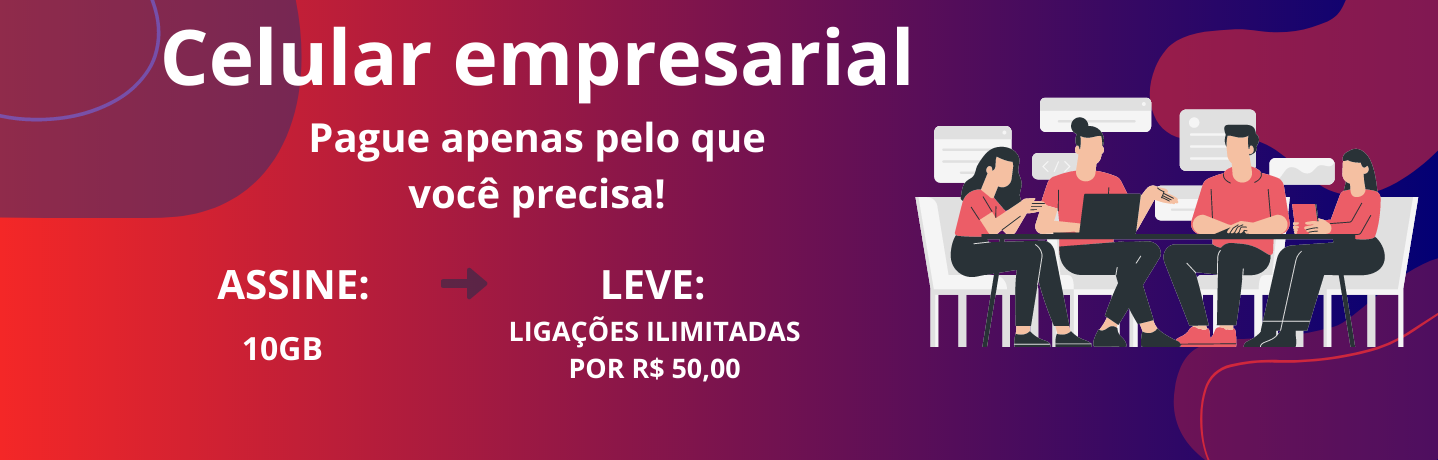 Celular empresarial
Pague apenas pelo que
você precisa!
ASSINE:
10GB
LEVE:
LIGAÇÕES ILIMITADAS
POR R$ 50,00